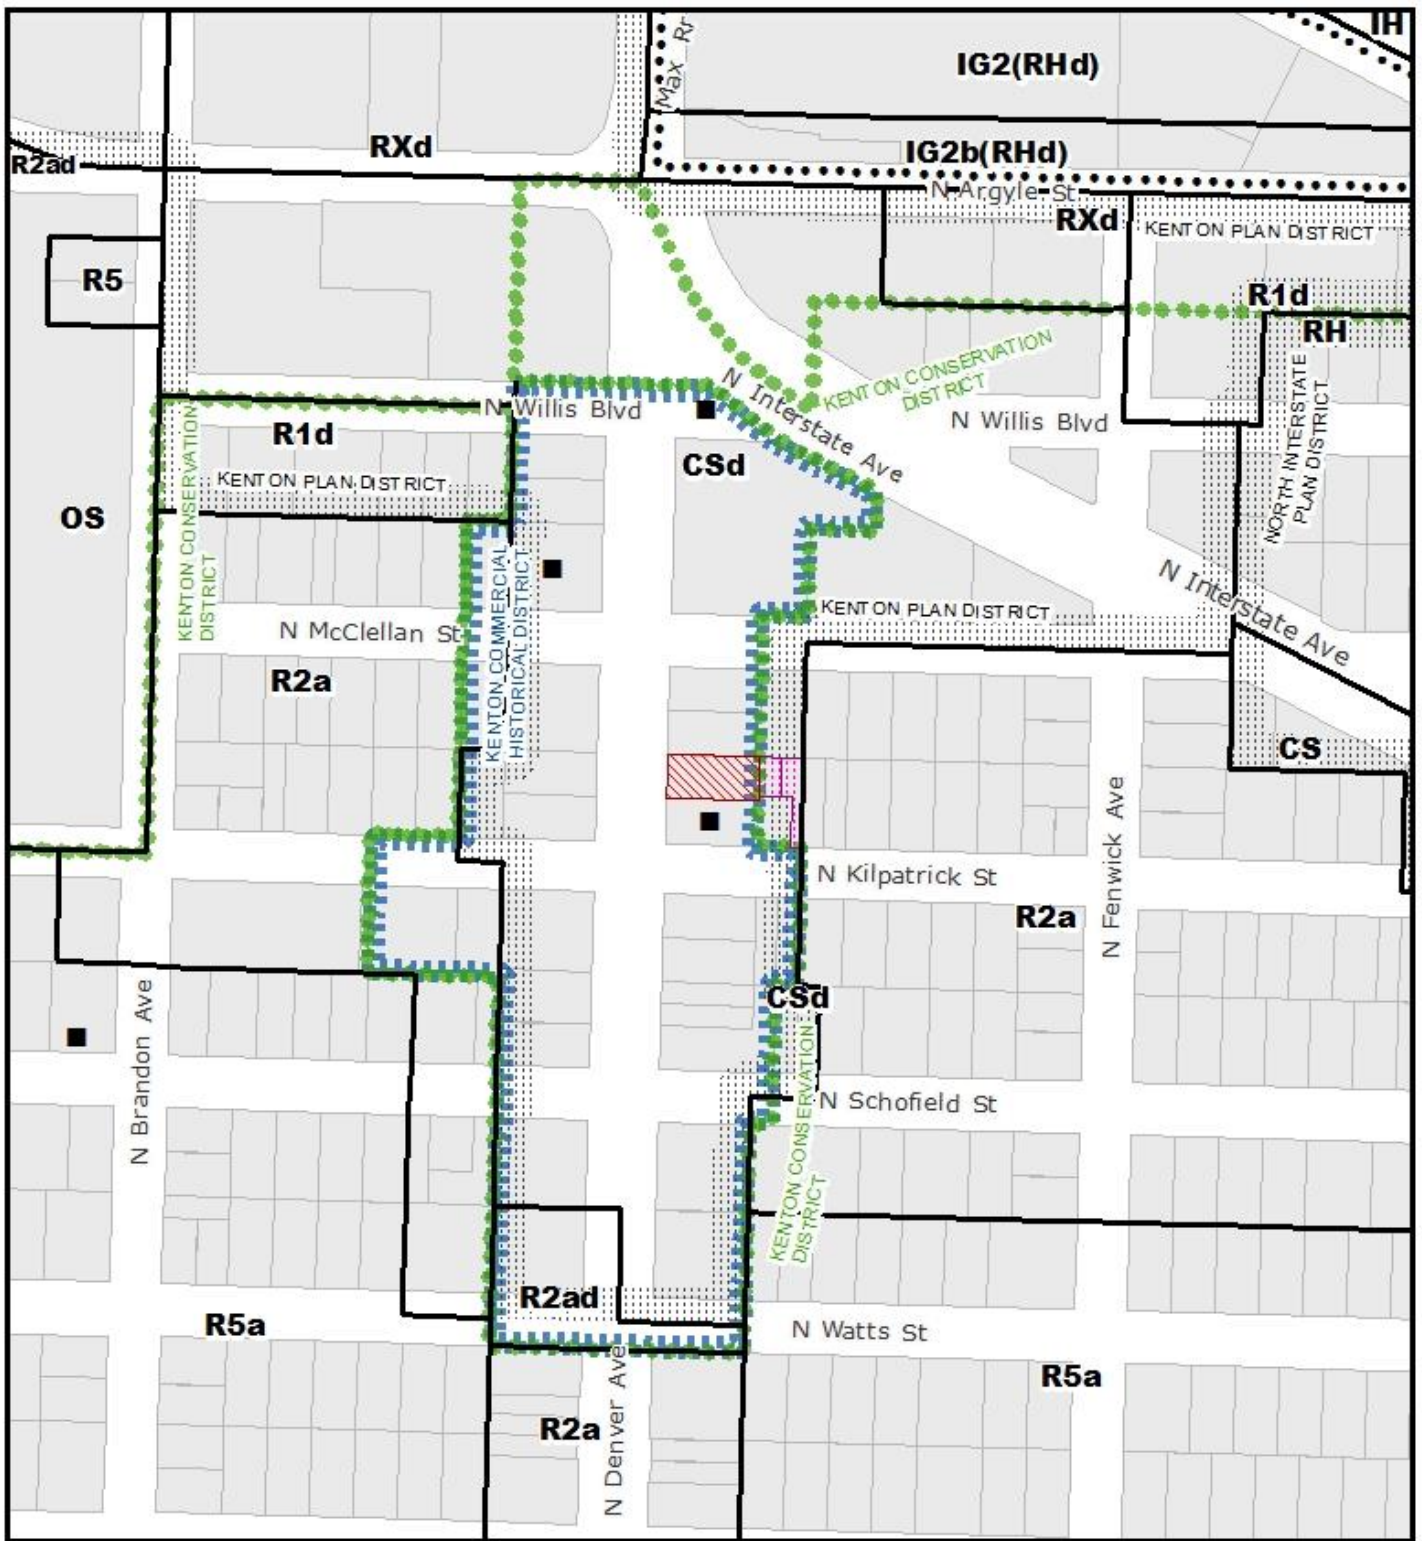 IH
Max Rr
IG2(RHd)
RXd
IG2b(RHd)
R2ad
N Argyle St
RXd
KENTON PLAN DISTRICT
R5
R1d
RH
KENTON CONSERVATION
DISTRICT
N Interstate Ave
N Willis Blvd
N Willis Blvd
R1d
CSd
KENTON PLAN DISTRICT
NORTH INTERSTATE
PLAN DISTRICT
OS
KENTON CONSERVATION
DISTRICT
KENTON COMMERCIAL
HISTORICAL DISTRICT
N Interstate Ave
KENTON PLAN DISTRICT
N McClellan St
R2a
CS
N Fenwick Ave
N Kilpatrick St
R2a
CSd
N Brandon Ave
KENTON CONSERVATION
DISTRICT
N Schofield St
R2ad
R5a
N Watts St
R5a
N Denver Ave
R2a